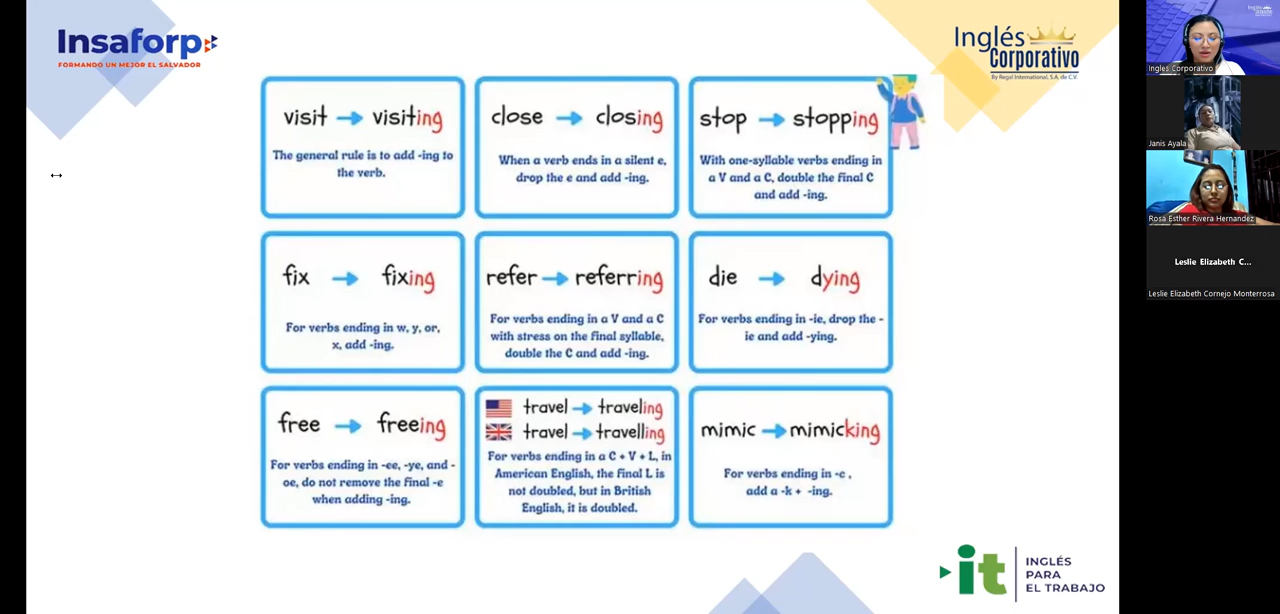 Insaforp
FORMANDO UN MEJOR EL SALVADOR
Inglés
Corporativo
By Regal International, S.A. de C.V.
visit → visiting
The general rule is to add -ing to
the verb.
close → closing
When a verb ends in a silent e,
drop the e and add -ing.
stop → stopping
With one-syllable verbs ending in
a V and a C, double the final C
and add -ing.
fix → fixing
For verbs ending in w, y, or,
x, add -ing.
refer → referring
For verbs ending in a V and a C
with stress on the final syllable,
double the C and add -ing.
die → dying
For verbs ending in -ie, drop the -
ie and add -ying.
free → freeing
For verbs ending in -ee, -ye, and -
oe, do not remove the final -e
when adding -ing.
travel → traveling
travel → travelling
For verbs ending in a C + V + L, in
American English, the final L is
not doubled, but in British
English, it is doubled.
mimic → mimicking
For verbs ending in -c ,
add a -k + -ing.
it
INGLÉS
PARA
EL TRABAJO
Ingles Corporativo
Janis Ayala
Rosa Esther Rivera Hernandez
Leslie Elizabeth C...
Leslie Elizabeth Cornejo Monterrosa